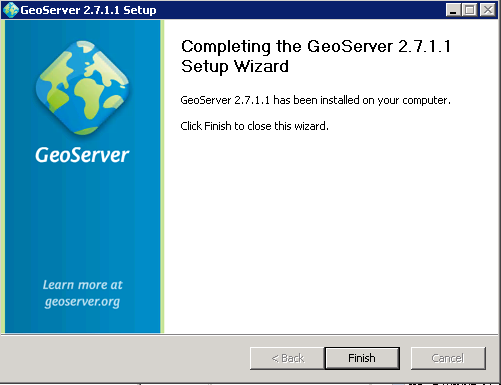 GeoServer 2.7.1.1 Setup
Completing the GeoServer 2.7.1.1
Setup Wizard
GeoServer 2.7.1.1 has been installed on your computer.
Click Finish to close this wizard.
GeoServer
Learn more at
geoserver.org
< Back
Finish
Cancel